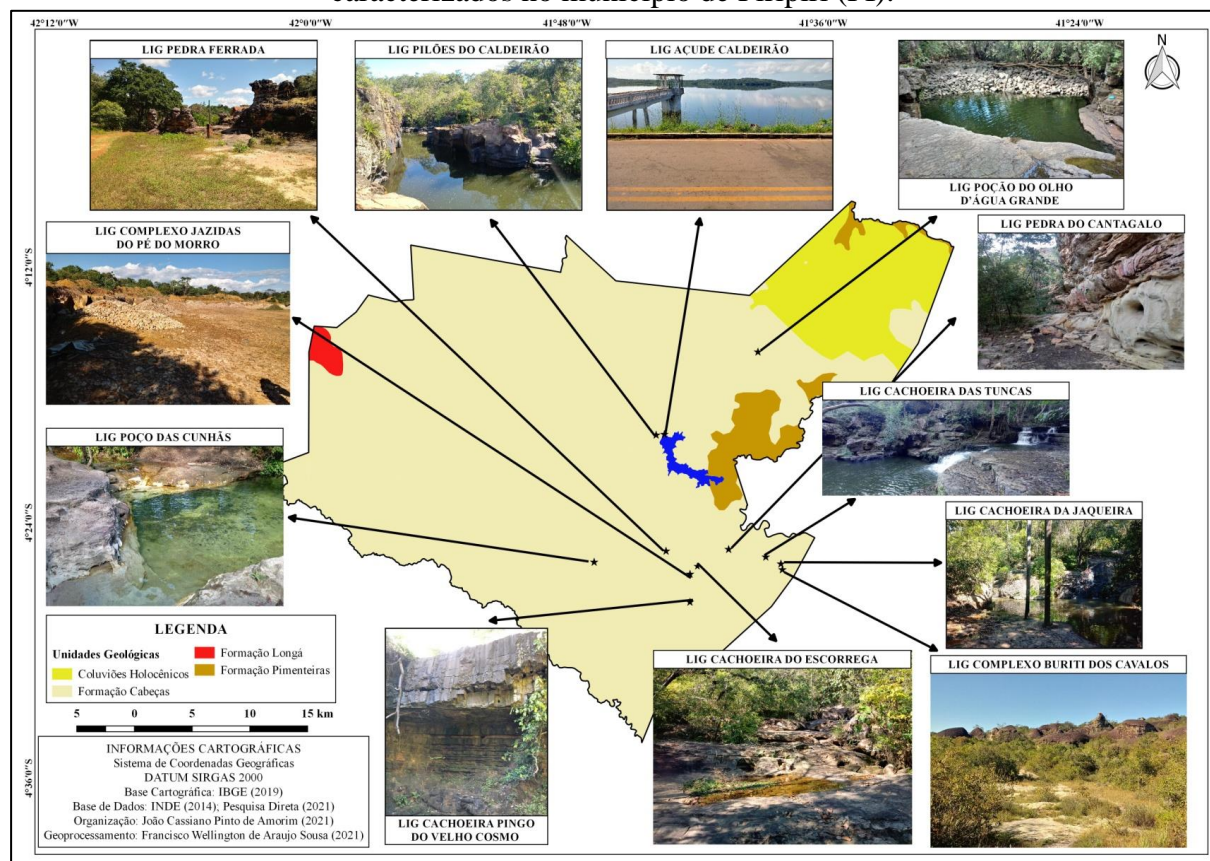 caracterizados no município de Piripiri (PI).
42°12'0"W
42°0'0"W
41°48'0"W
41°36'0"W
41°24'0"W
LIG PEDRA FERRADA
LIG PILÕES DO CALDEIRÃO
LIG AÇUDE CALDEIRÃO
N
LIG POÇÃO DO OLHO
D'ÁGUA GRANDE
LIG COMPLEXO JAZIDAS
DO PÉ DO MORRO
LIG PEDRA DO CANTAGALO
4°12'0"S
LIG CACHOEIRA DAS TUNCAS
LIG POÇO DAS CUNHÃS
4°24'0"S
LIG CACHOEIRA DA JAQUEIRA
LEGENDA
Unidades Geológicas
Coluviões Holocênicos
Formação Cabeças
Formação Longá
Formação Pimenteiras
LIG CACHOEIRA DO ESCORREGA
LIG COMPLEXO BURITI DOS CAVALOS
5 0 5 10 15 km
4°36'0"S
INFORMAÇÕES CARTOGRÁFICAS
Sistema de Coordenadas Geográficas
DATUM SIRGAS 2000
Base Cartográfica: IBGE (2019)
Base de Dados: INDE (2014); Pesquisa Direta (2021)
Organização: João Cassiano Pinto de Amorim (2021)
Geoprocessamento: Francisco Wellington de Araujo Sousa (2021)
LIG CACHOEIRA PINGO
DO VELHO COSMO